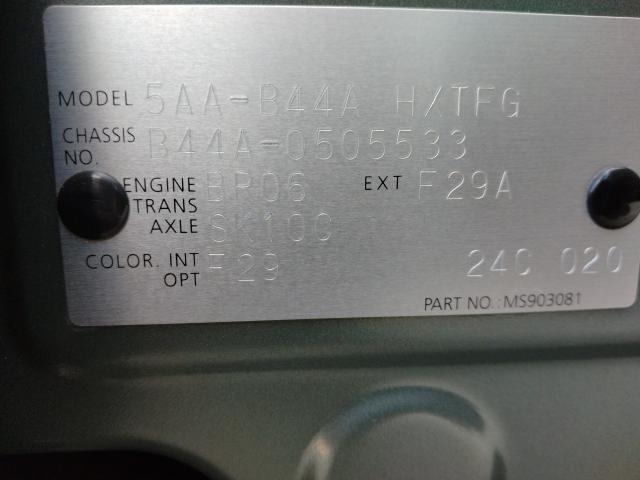 MODEL 5AA-B44A HXTFG
CHASSIS NO. B44A-0505533
ENGINE BR06 EXT F29A
TRANS
AXLE SK10C
COLOR. INT F29 24C 020
OPT
PART NO.:MS903081